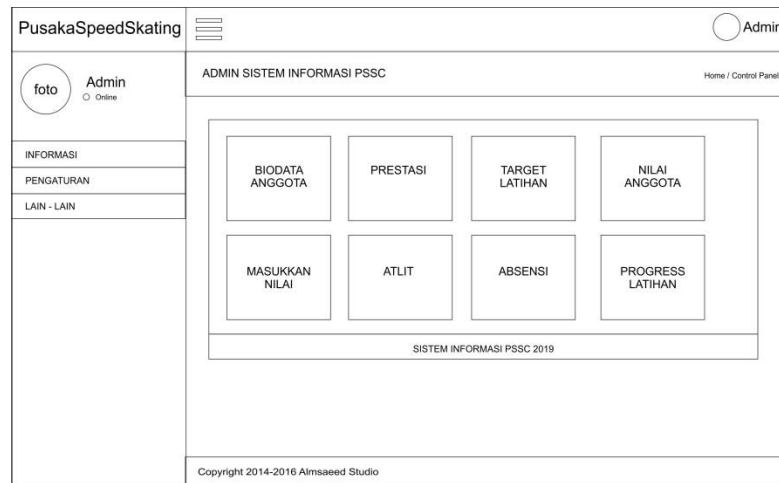 PusakaSpeedSkating
Admin
foto
Admin
Online
ADMIN SISTEM INFORMASI PSSC
Home / Control Panel
INFORMASI
PENGATURAN
LAIN - LAIN
BIODATA
ANGGOTA
PRESTASI
TARGET
LATIHAN
NILAI
ANGGOTA
MASUKKAN
NILAI
ATLIT
ABSENSI
PROGRESS
LATIHAN
SISTEM INFORMASI PSSC 2019
Copyright 2014-2016 Almsaeed Studio